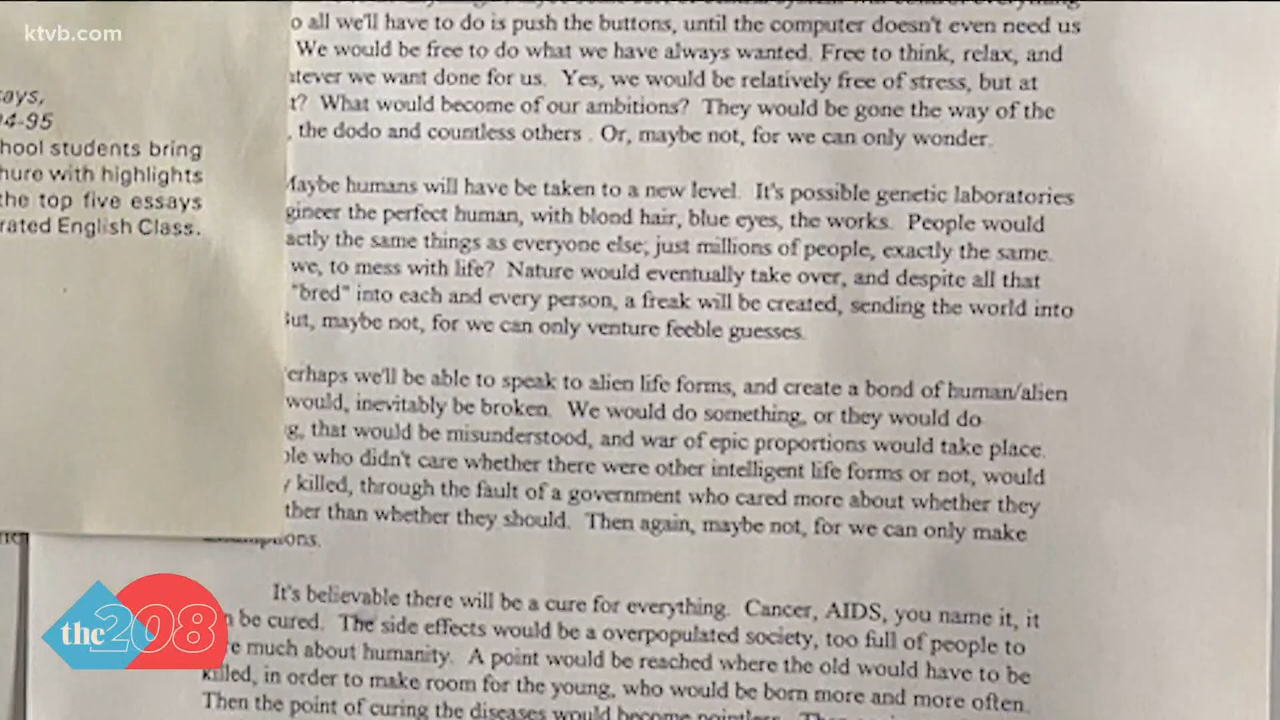 ktvb.com
o all we'll have to do is push the buttons, until the computer doesn't even need us
We would be free to do what we have always wanted. Free to think, relax, and
tever we want done for us. Yes, we would be relatively free of stress, but at
t? What would become of our ambitions? They would be gone the way of the
, the dodo and countless others . Or, maybe not, for we can only wonder.
ays,
4-95
hool students bring
hure with highlights
the top five essays
rated English Class.
Maybe humans will have be taken to a new level. It's possible genetic laboratories
gineer the perfect human, with blond hair, blue eyes, the works. People would
actly the same things as everyone else; just millions of people, exactly the same.
we, to mess with life? Nature would eventually take over, and despite all that
"bred" into each and every person, a freak will be created, sending the world into
But, maybe not, for we can only venture feeble guesses.
erhaps we'll be able to speak to alien life forms, and create a bond of human/alien
would, inevitably be broken. We would do something, or they would do
g, that would be misunderstood, and war of epic proportions would take place.
ple who didn't care whether there were other intelligent life forms or not, would
y killed, through the fault of a government who cared more about whether they
ther than whether they should. Then again, maybe not, for we can only make
ons.
It's believable there will be a cure for everything. Cancer, AIDS, you name it, it
n be cured. The side effects would be a overpopulated society, too full of people to
re much about humanity. A point would be reached where the old would have to be
killed, in order to make room for the young, who would be born more and more often.
Then the point of curing the diseases would become pointless.
the 208